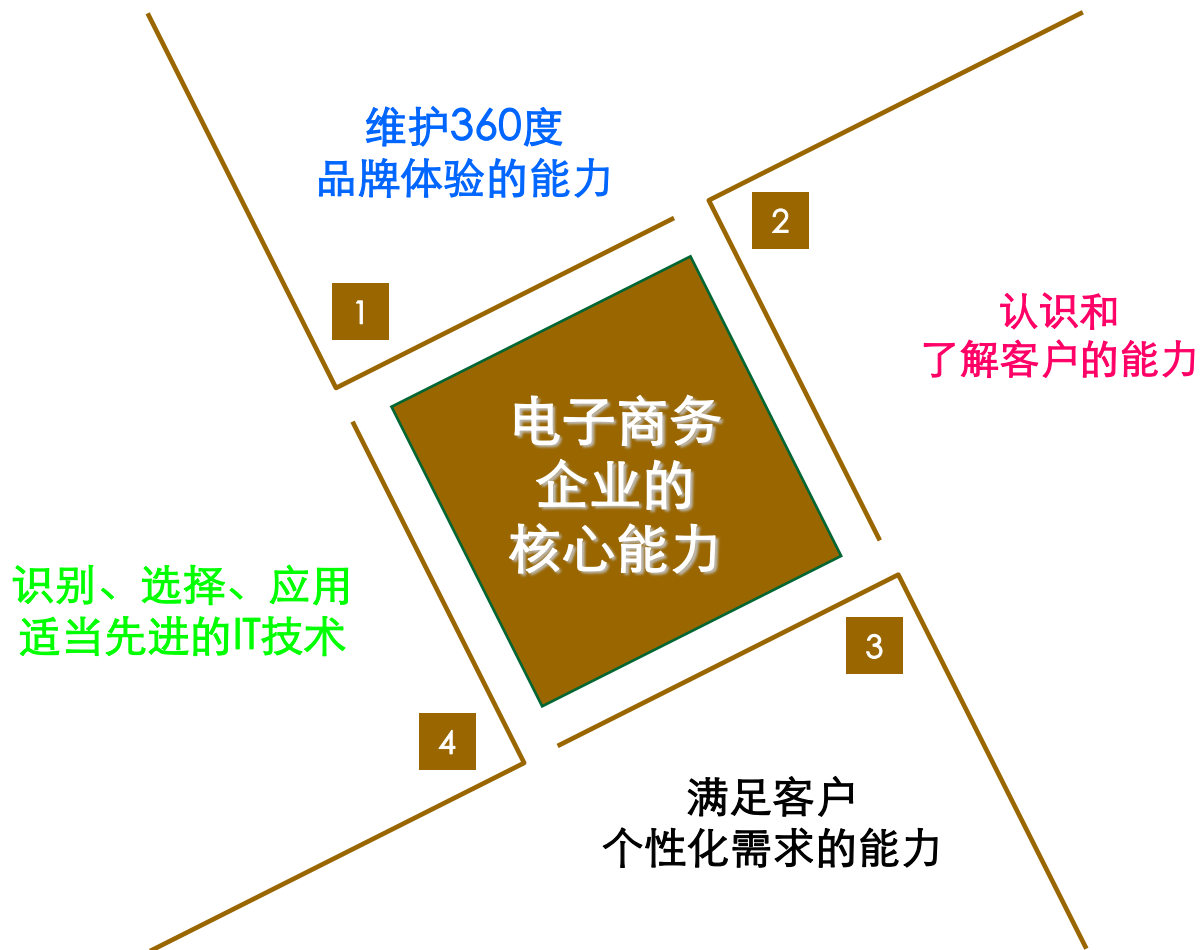 维护360度
品牌体验的能力
1
2
认识和
了解客户的能力
电子商务
企业的
核心能力
识别、选择、应用
适当先进的IT技术
3
4
满足客户
个性化需求的能力